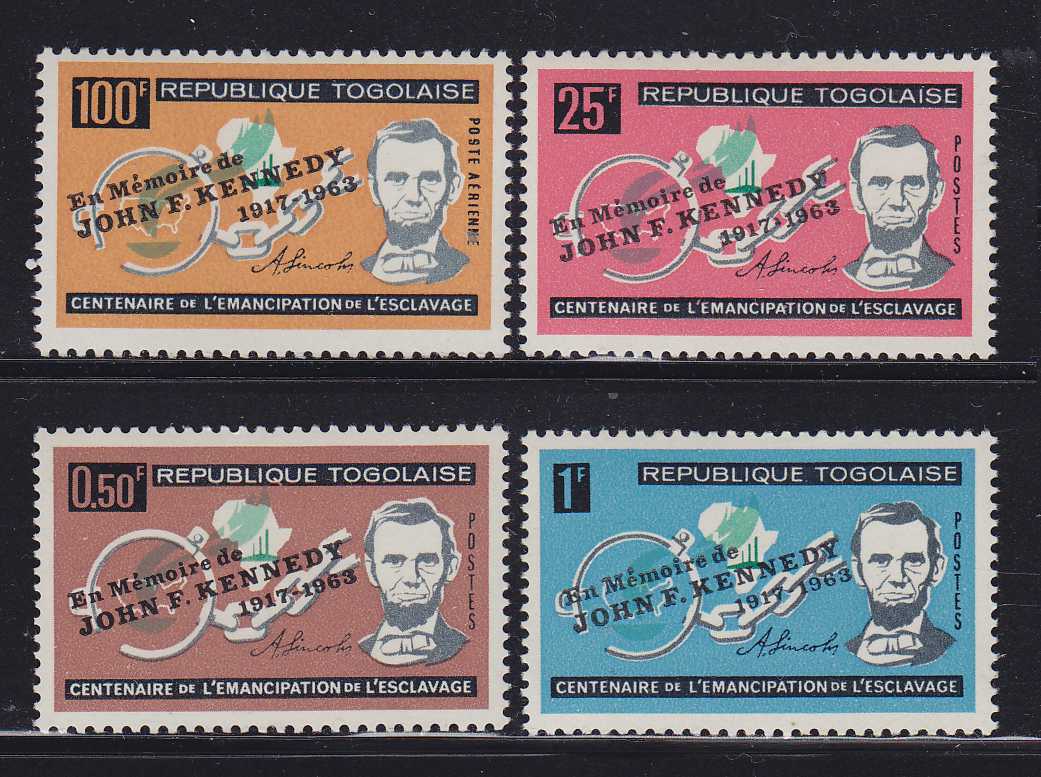 100F REPUBLIQUE TOGOLAISE
POSTE AÉRIENNE
En Mémoire de
JOHN F. KENNEDY
1917-1963
A. Lincoln
CENTENAIRE DE L'EMANCIPATION DE L'ESCLAVAGE
25F REPUBLIQUE TOGOLAISE
POSTES
En Mémoire de
JOHN F. KENNEDY
1917-1963
A. Lincoln
CENTENAIRE DE L'EMANCIPATION DE L'ESCLAVAGE
0.50F REPUBLIQUE TOGOLAISE
POSTES
En Mémoire de
JOHN F. KENNEDY
1917-1963
A. Lincoln
CENTENAIRE DE L'EMANCIPATION DE L'ESCLAVAGE
1F REPUBLIQUE TOGOLAISE
POSTES
En Mémoire de
JOHN F. KENNEDY
1917-1963
A. Lincoln
CENTENAIRE DE L'EMANCIPATION DE L'ESCLAVAGE